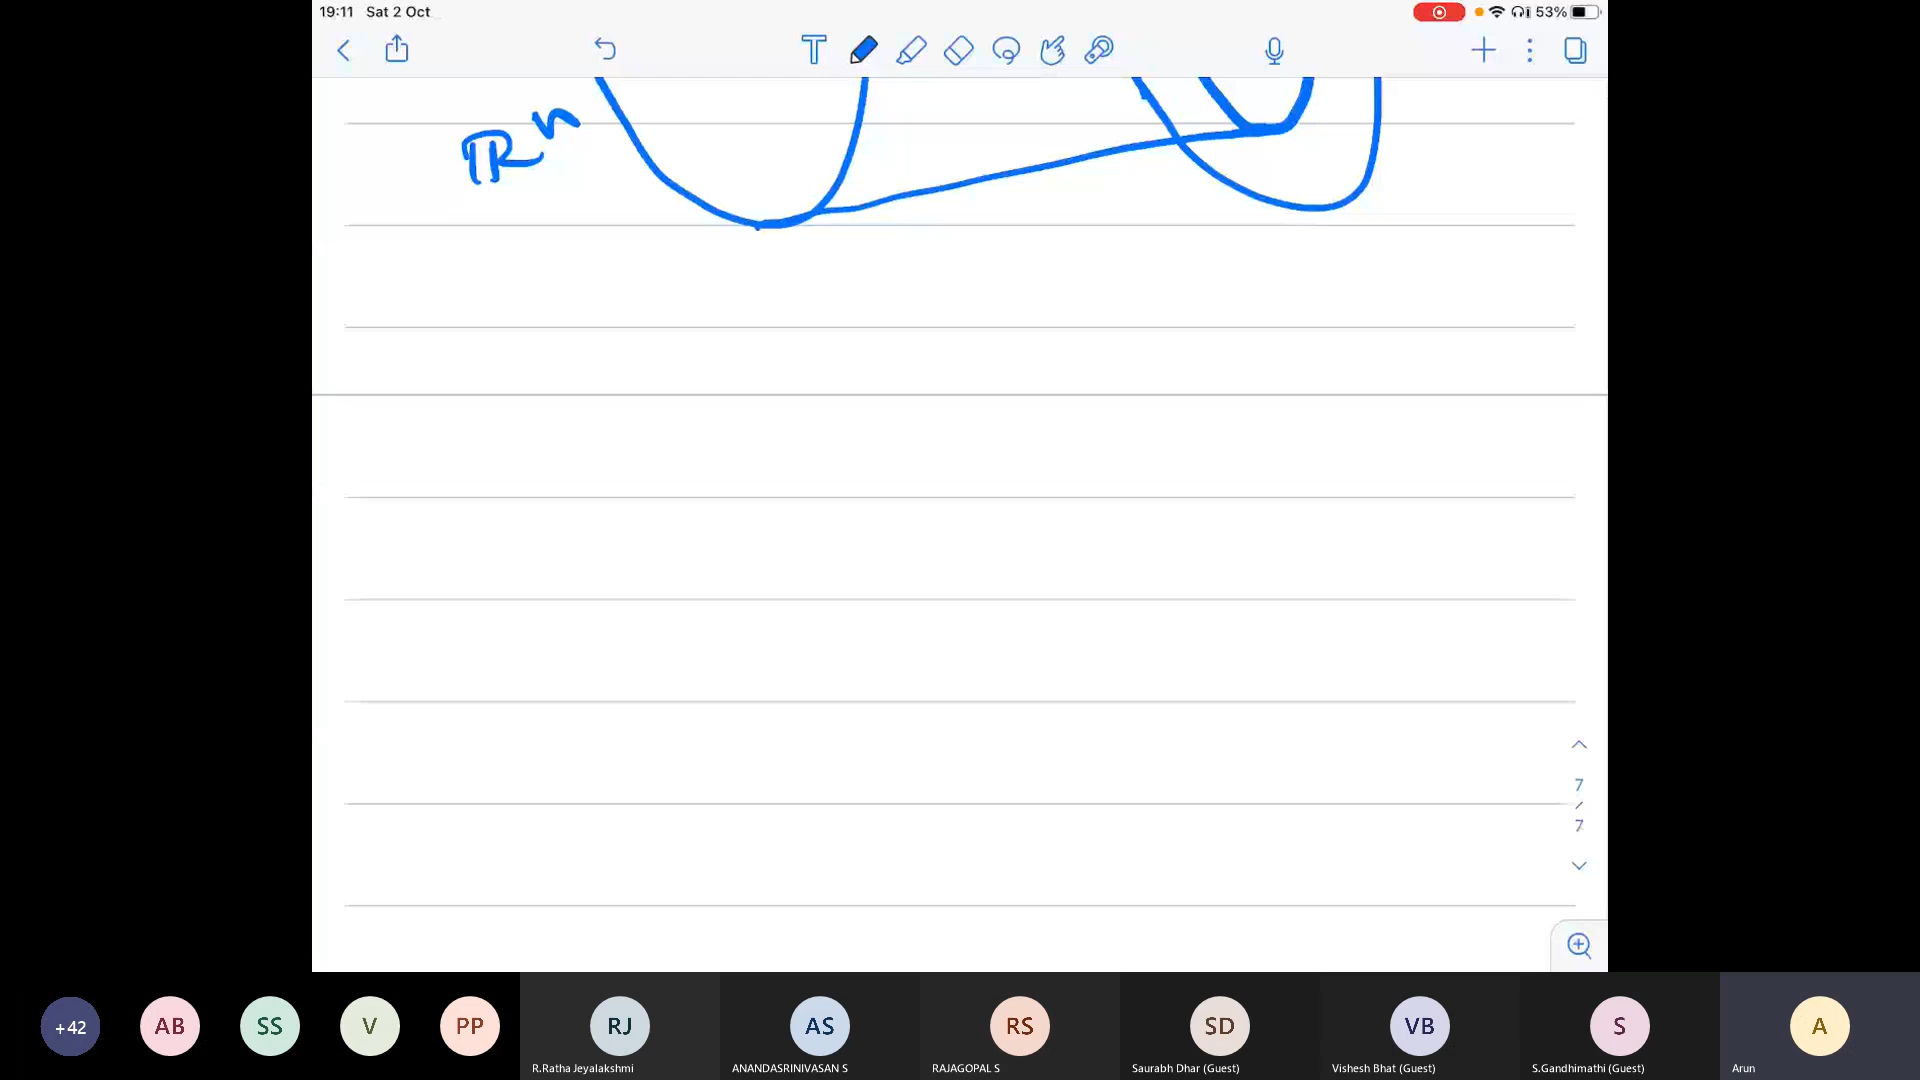 19:11 Sat 2 Oct 53%
T
ℝⁿ
7
/
7
+42 AB SS V PP RJ AS RS SD VB S A
R.Ratha Jeyalakshmi ANANDASRINIVASAN S RAJAGOPAL S Saurabh Dhar (Guest) Vishesh Bhat (Guest) S.Gandhimathi (Guest) Arun